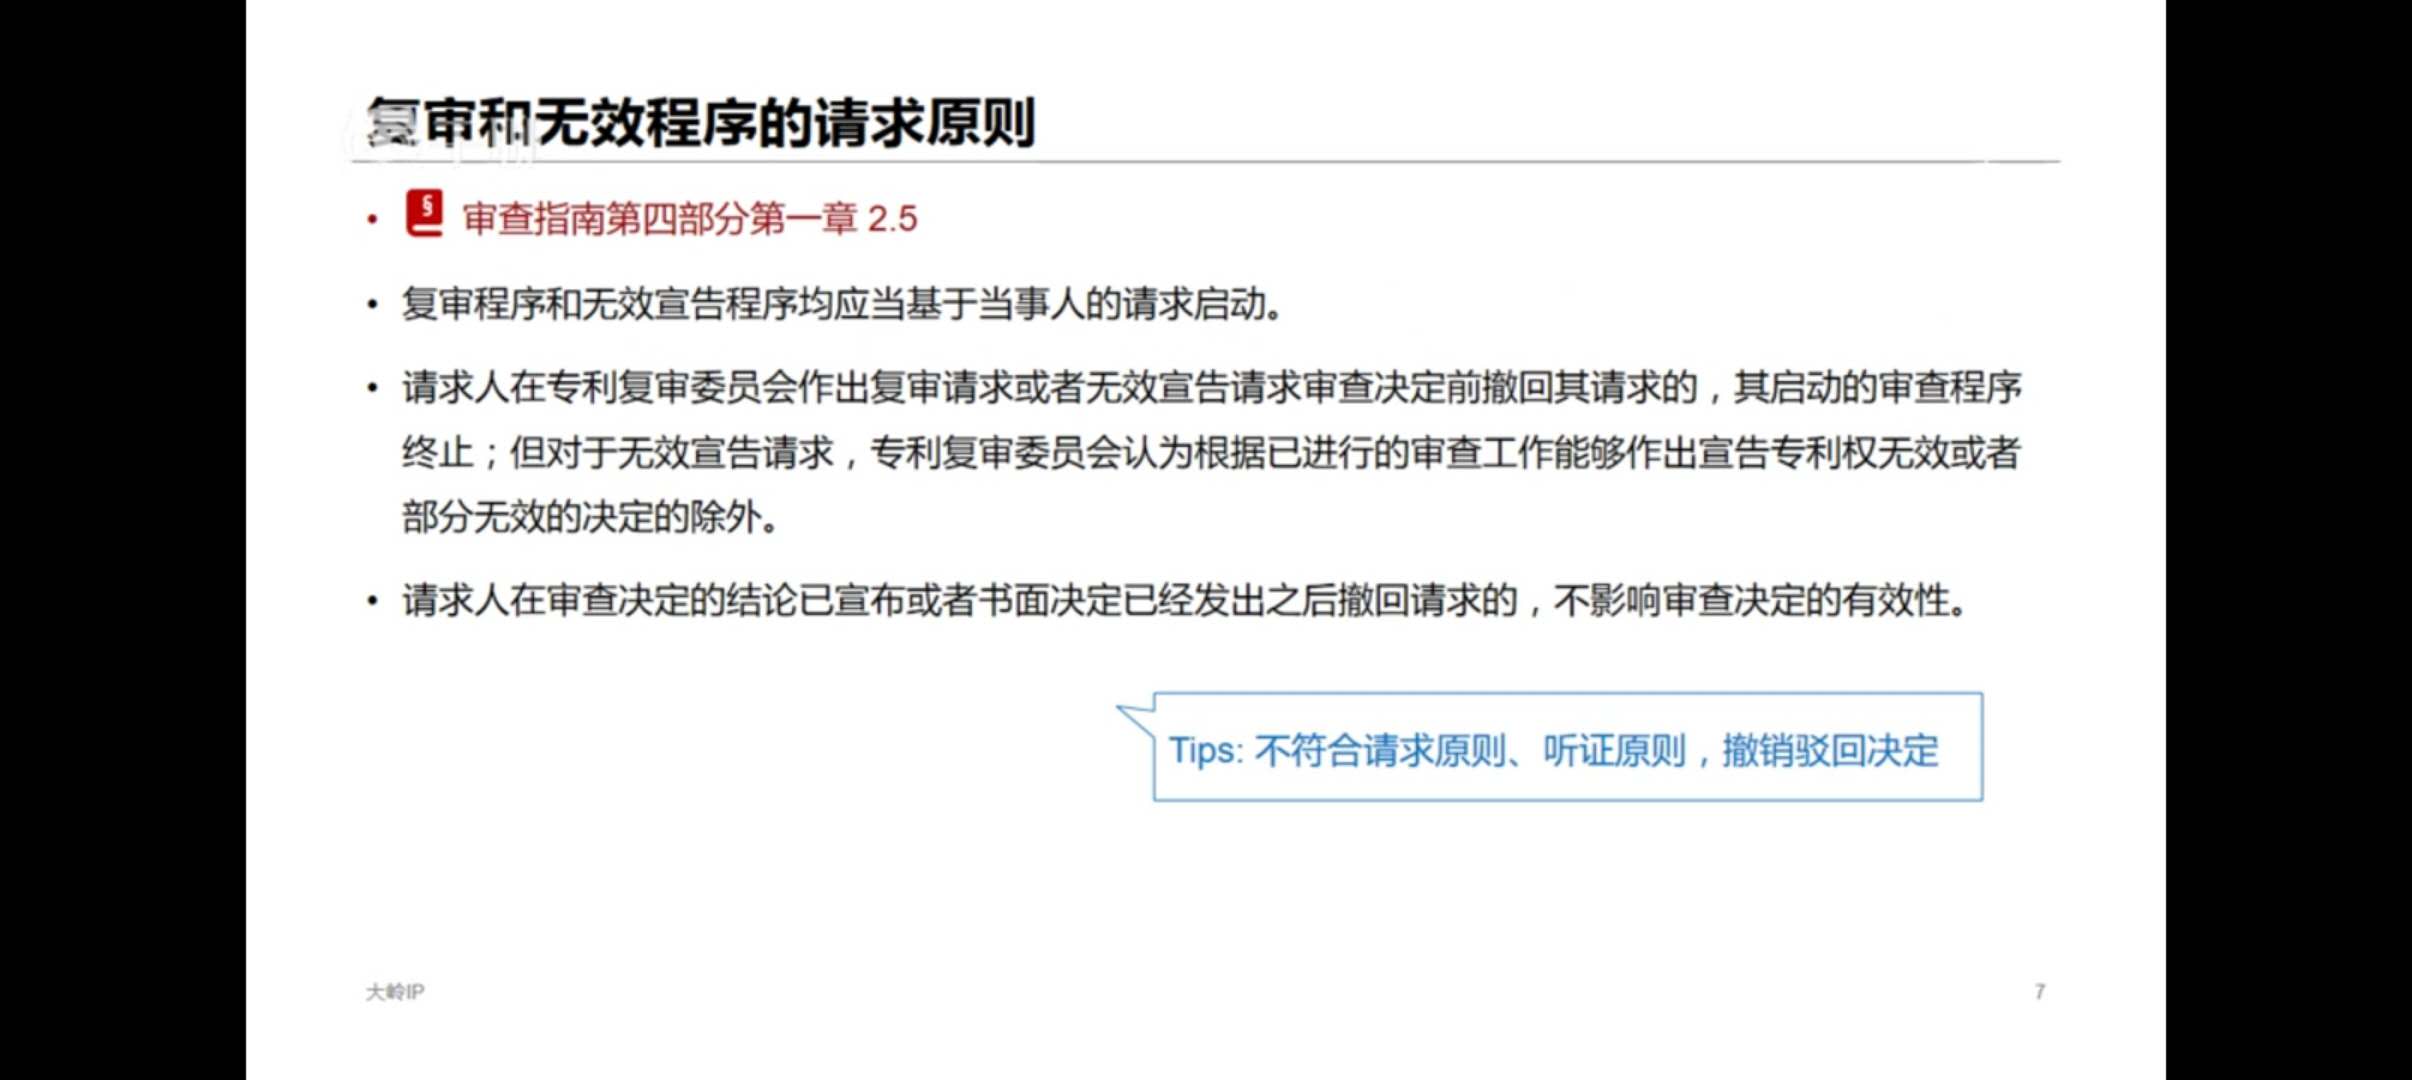 复审和无效程序的请求原则
• § 审查指南第四部分第一章 2.5
• 复审程序和无效宣告程序均应当基于当事人的请求启动。
• 请求人在专利复审委员会作出复审请求或者无效宣告请求审查决定前撤回其请求的，其启动的审查程序
终止；但对于无效宣告请求，专利复审委员会认为根据已进行的审查工作能够作出宣告专利权无效或者
部分无效的决定的除外。
• 请求人在审查决定的结论已宣布或者书面决定已经发出之后撤回请求的，不影响审查决定的有效性。
Tips: 不符合请求原则、听证原则，撤销驳回决定
大岭IP
7